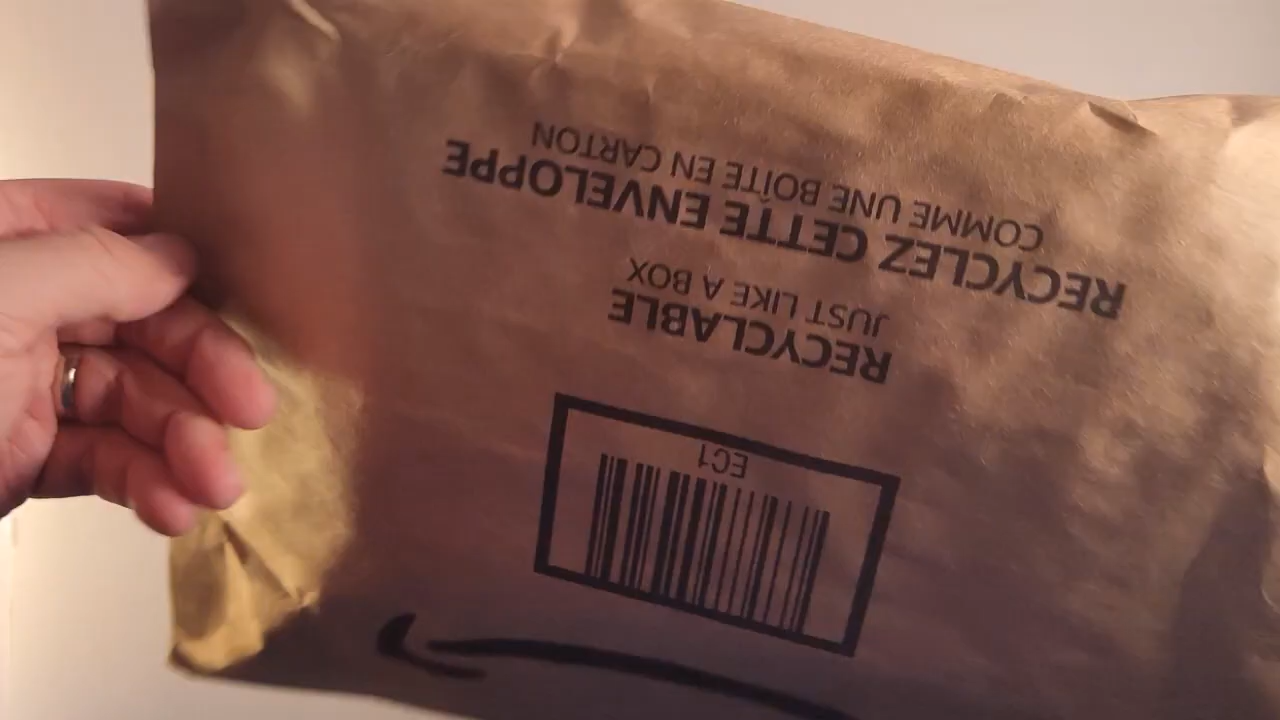 EC1
RECYCLABLE
JUST LIKE A BOX
RECYCLEZ CETTE ENVELOPPE
COMME UNE BOÎTE EN CARTON